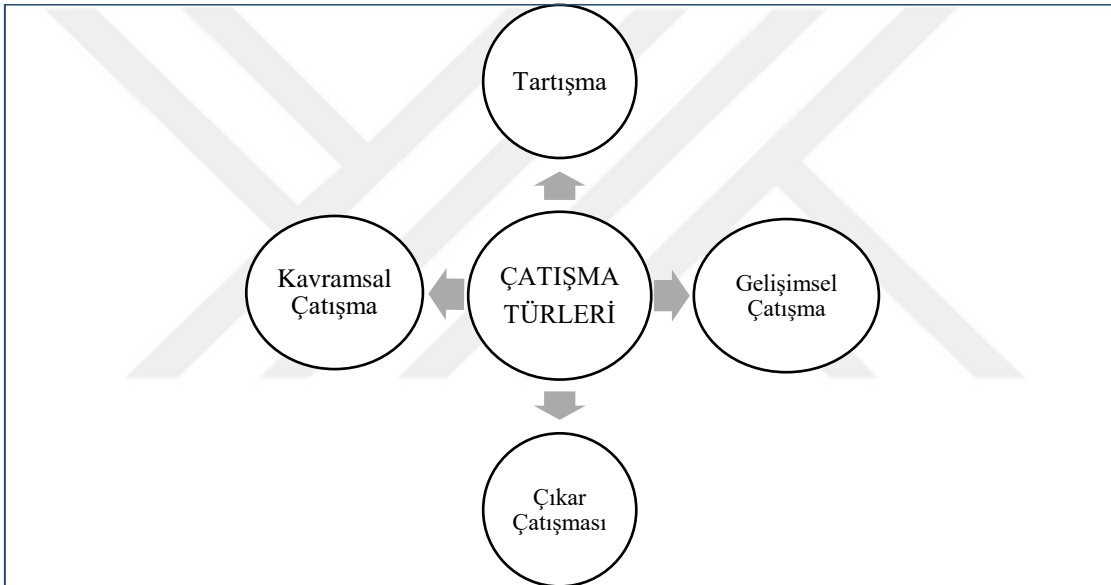 Tartışma
Kavramsal
Çatışma
ÇATIŞMA
TÜRLERİ
Gelişimsel
Çatışma
Çıkar
Çatışması